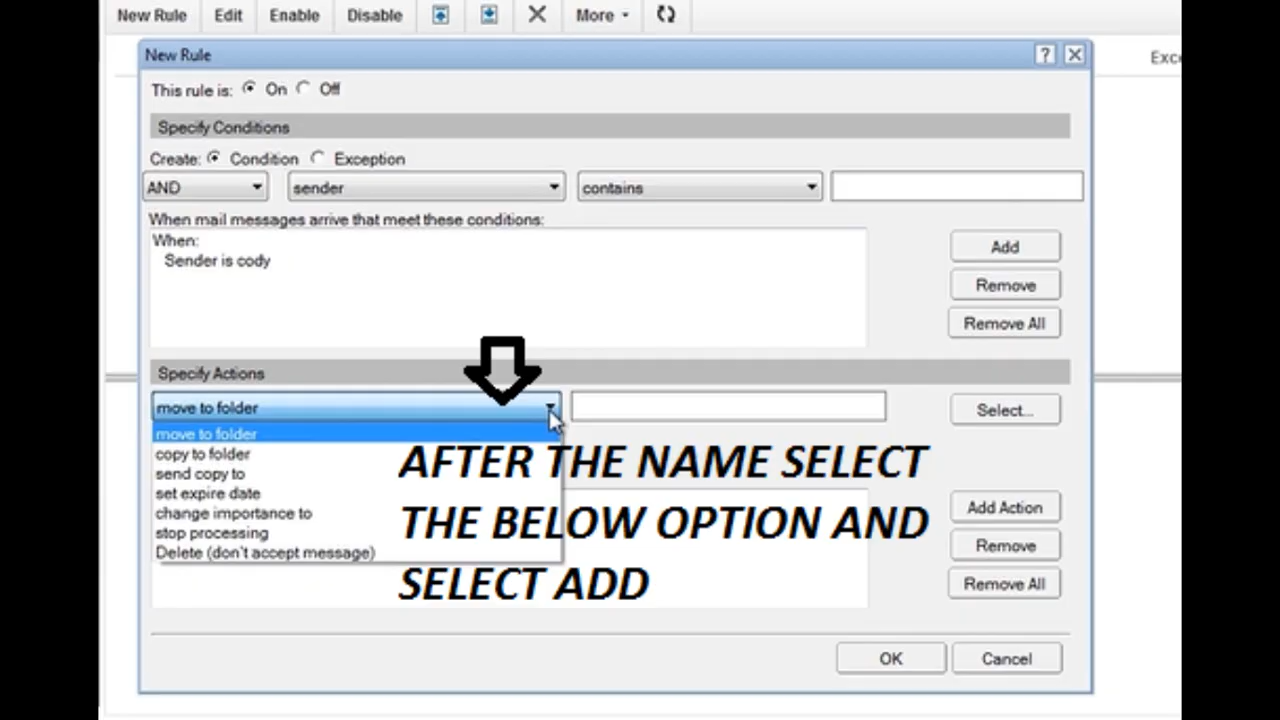 New Rule Edit Enable Disable More
New Rule ?
Exc
This rule is: On Off
Specify Conditions
Create: Condition Exception
AND sender contains
When mail messages arrive that meet these conditions:
When:
Sender is cody
Add
Remove
Remove All
Specify Actions
move to folder
Select...
move to folder
copy to folder
send copy to
set expire date
change importance to
stop processing
Delete (don't accept message)
AFTER THE NAME SELECT
THE BELOW OPTION AND
SELECT ADD
Add Action
Remove
Remove All
OK Cancel